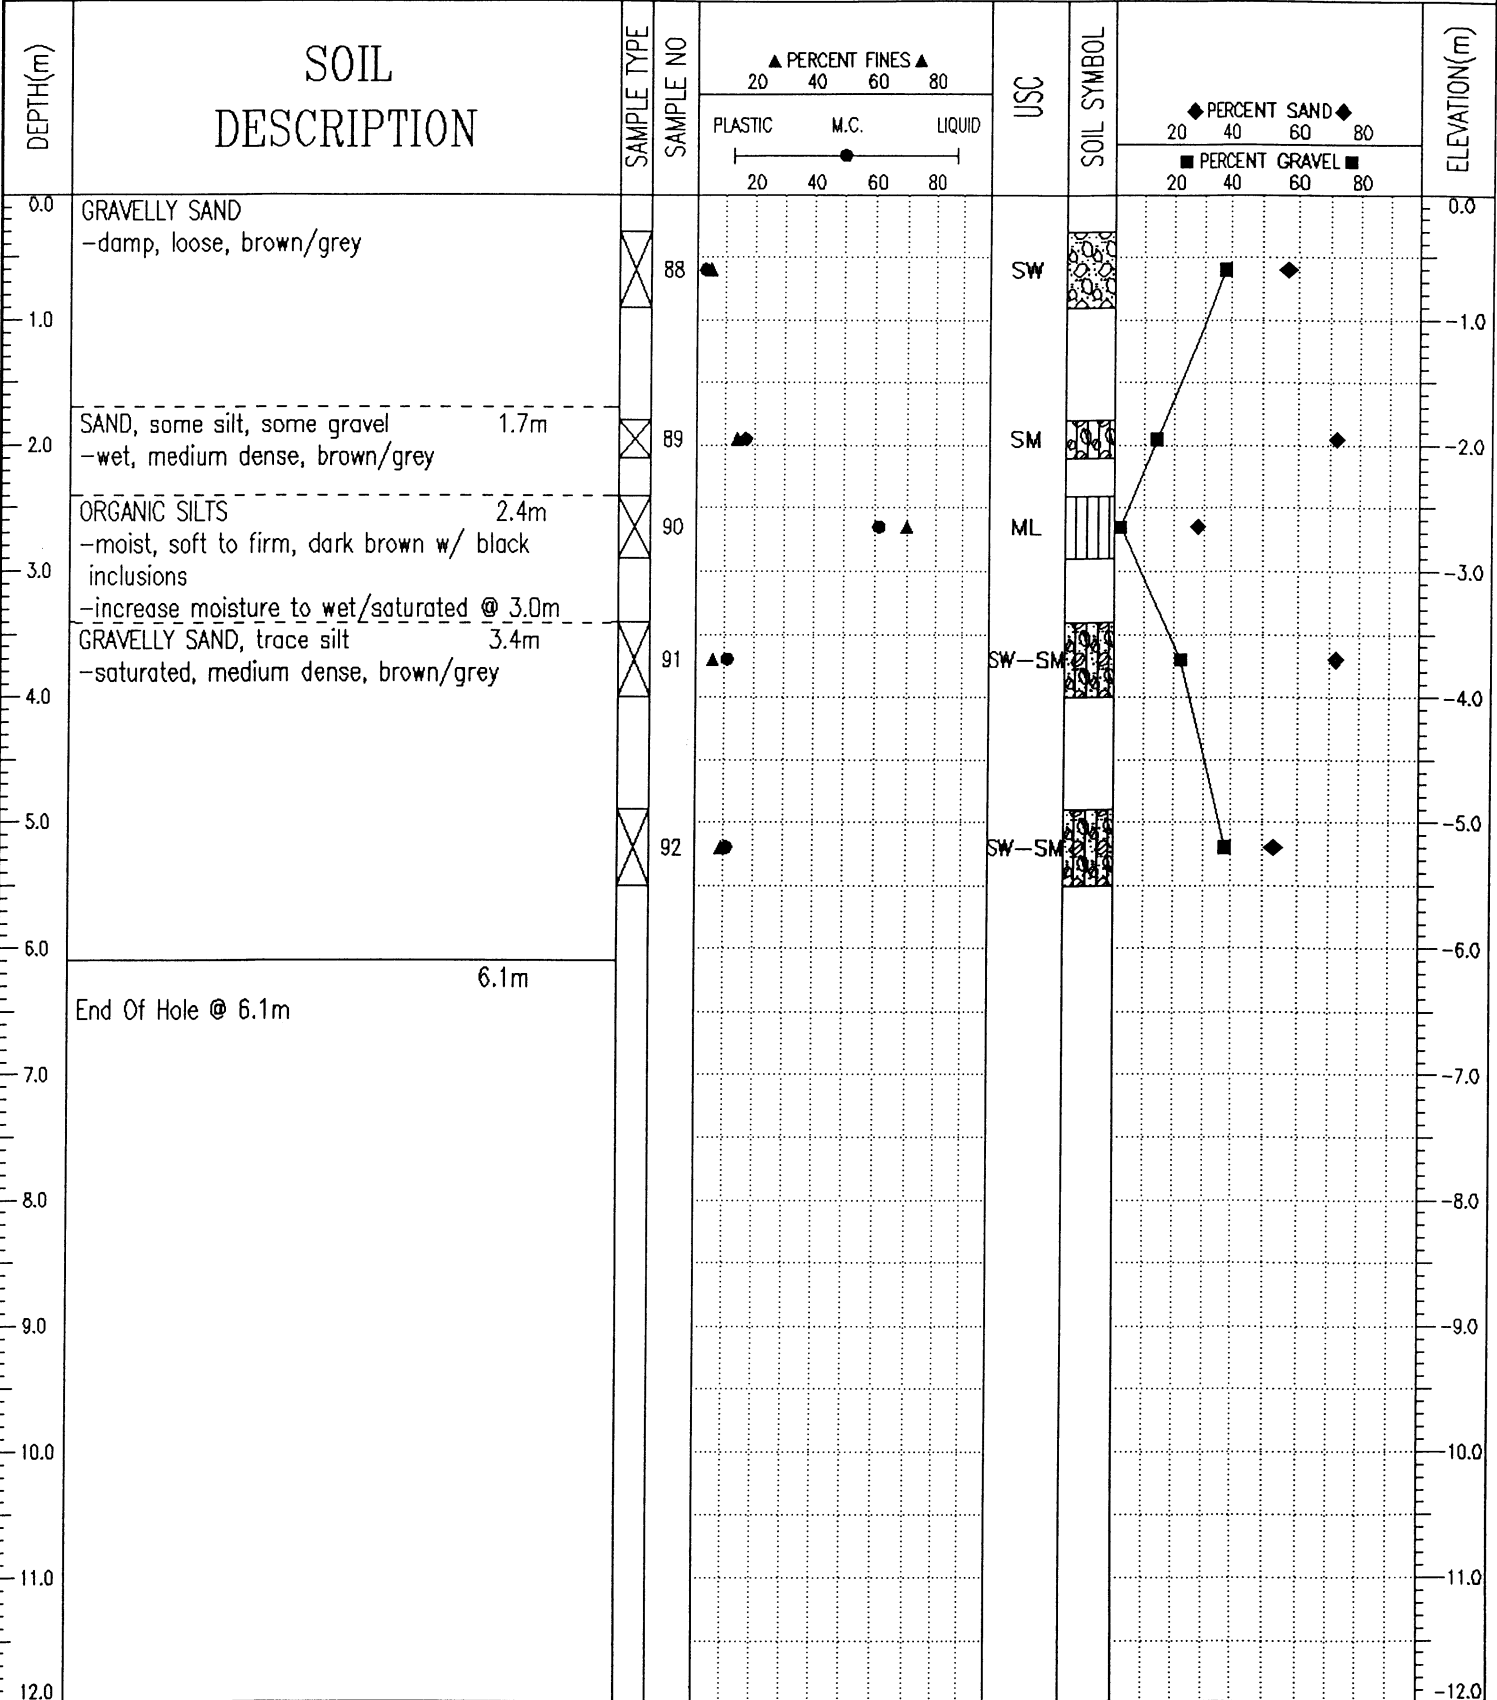 DEPTH(m)
SOIL
DESCRIPTION
SAMPLE TYPE
SAMPLE NO
▲ PERCENT FINES ▲
20 40 60 80
PLASTIC M.C. LIQUID
20 40 60 80
USC
SOIL SYMBOL
◆ PERCENT SAND ◆
20 40 60 80
■ PERCENT GRAVEL ■
20 40 60 80
ELEVATION(m)
0.0 GRAVELLY SAND 0.0
-damp, loose, brown/grey
88 SW
1.0 -1.0
SAND, some silt, some gravel 1.7m
89 SM
2.0 -2.0
-wet, medium dense, brown/grey
ORGANIC SILTS 2.4m
90 ML
-moist, soft to firm, dark brown w/ black
inclusions
3.0 -3.0
-increase moisture to wet/saturated @ 3.0m
GRAVELLY SAND, trace silt 3.4m
91 SW-SM
-saturated, medium dense, brown/grey
4.0 -4.0
5.0 -5.0
92 SW-SM
6.0 -6.0
6.1m
End Of Hole @ 6.1m
7.0 -7.0
8.0 -8.0
9.0 -9.0
10.0 -10.0
11.0 -11.0
12.0 -12.0